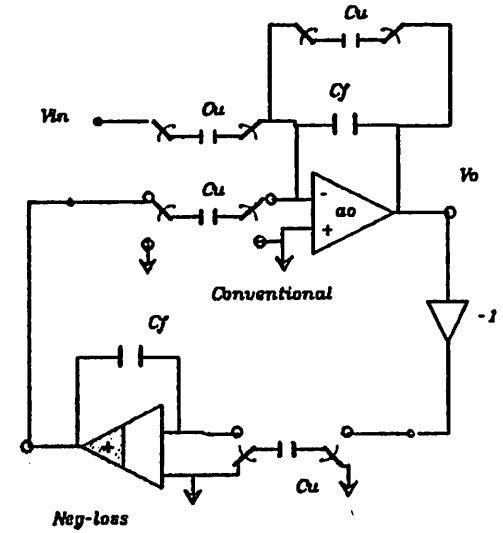 Cu
Vin
Cu
Cf
Cu
-
ao
+
Vo
Conventional
-1
Cf
+
Cu
Neg-loss